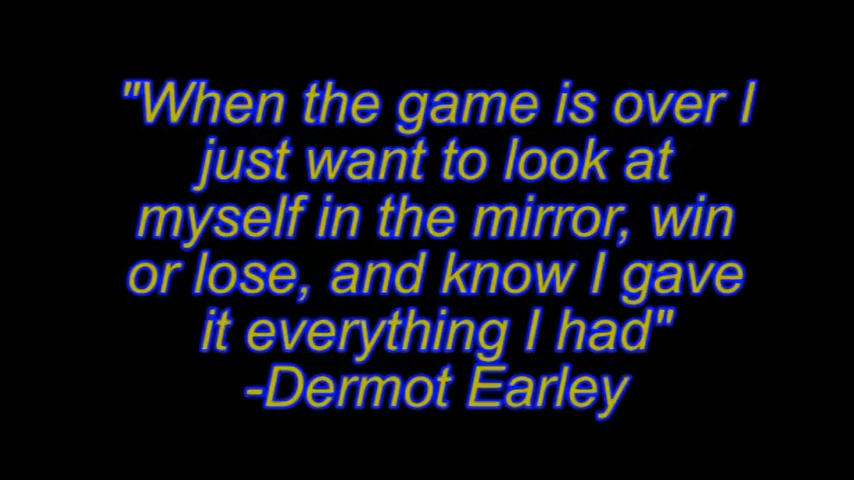 "When the game is over I
just want to look at
myself in the mirror, win
or lose, and know I gave
it everything I had"
-Dermot Earley